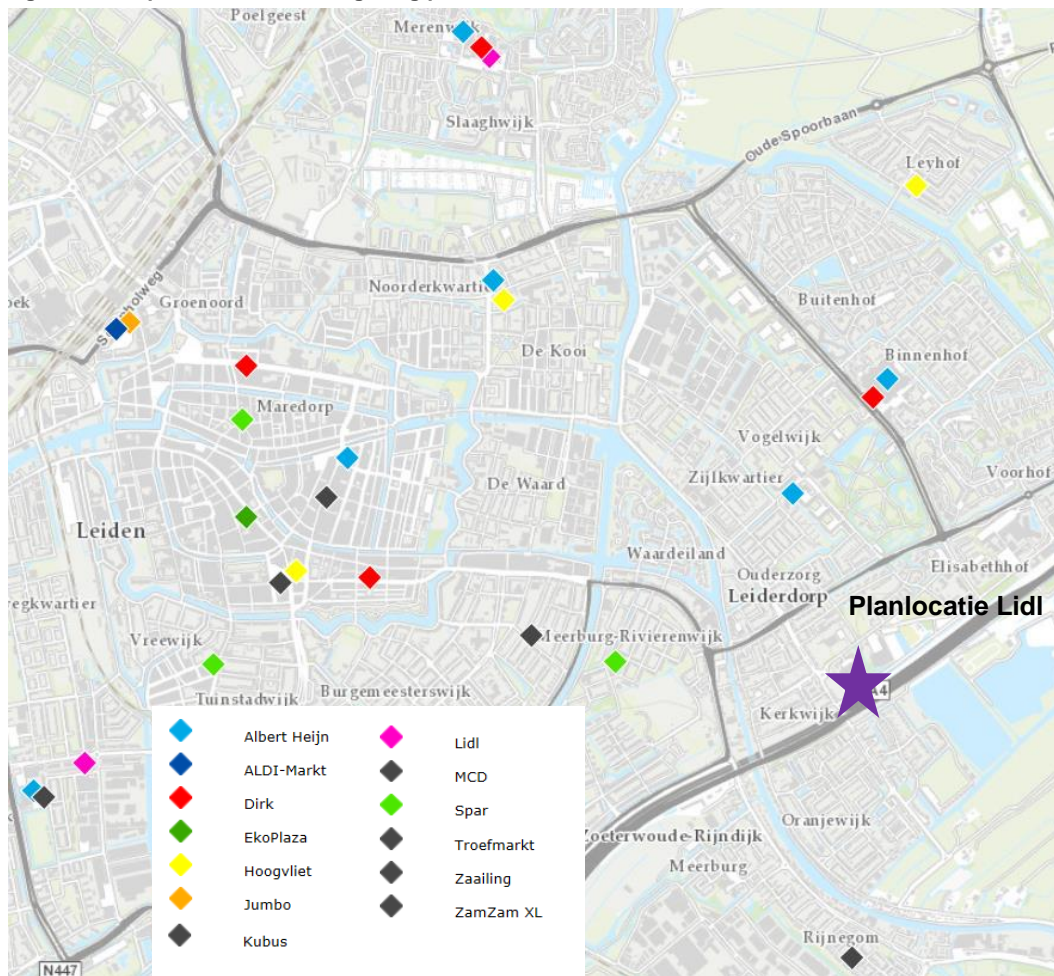 Poelgeest
Merenwijk
Slaaghwijk
Oude Spoorbaan
Leyhof
Schipholweg
Groenoord
Noorderkwartier
Buitenhof
De Kooi
Binnenhof
Maredorp
Vogelwijk
Zijlkwartier
Voorhof
De Waard
Leiden
Waardeiland
Elisabethhof
Ouderzorg
Leiderdorp
Planlocatie Lidl
egkwartier
Vreewijk
Meerburg-Rivierenwijk
Tuinstadwijk
Burgemeesterswijk
A4
Kerkwijk
Albert Heijn
Lidl
ALDI-Markt
MCD
Dirk
Spar
EkoPlaza
Troefmarkt
Hoogvliet
Zaailing
Jumbo
ZamZam XL
Kubus
Oranjewijk
Zoeterwoude-Rijndijk
Meerburg
Rijnegom
N447